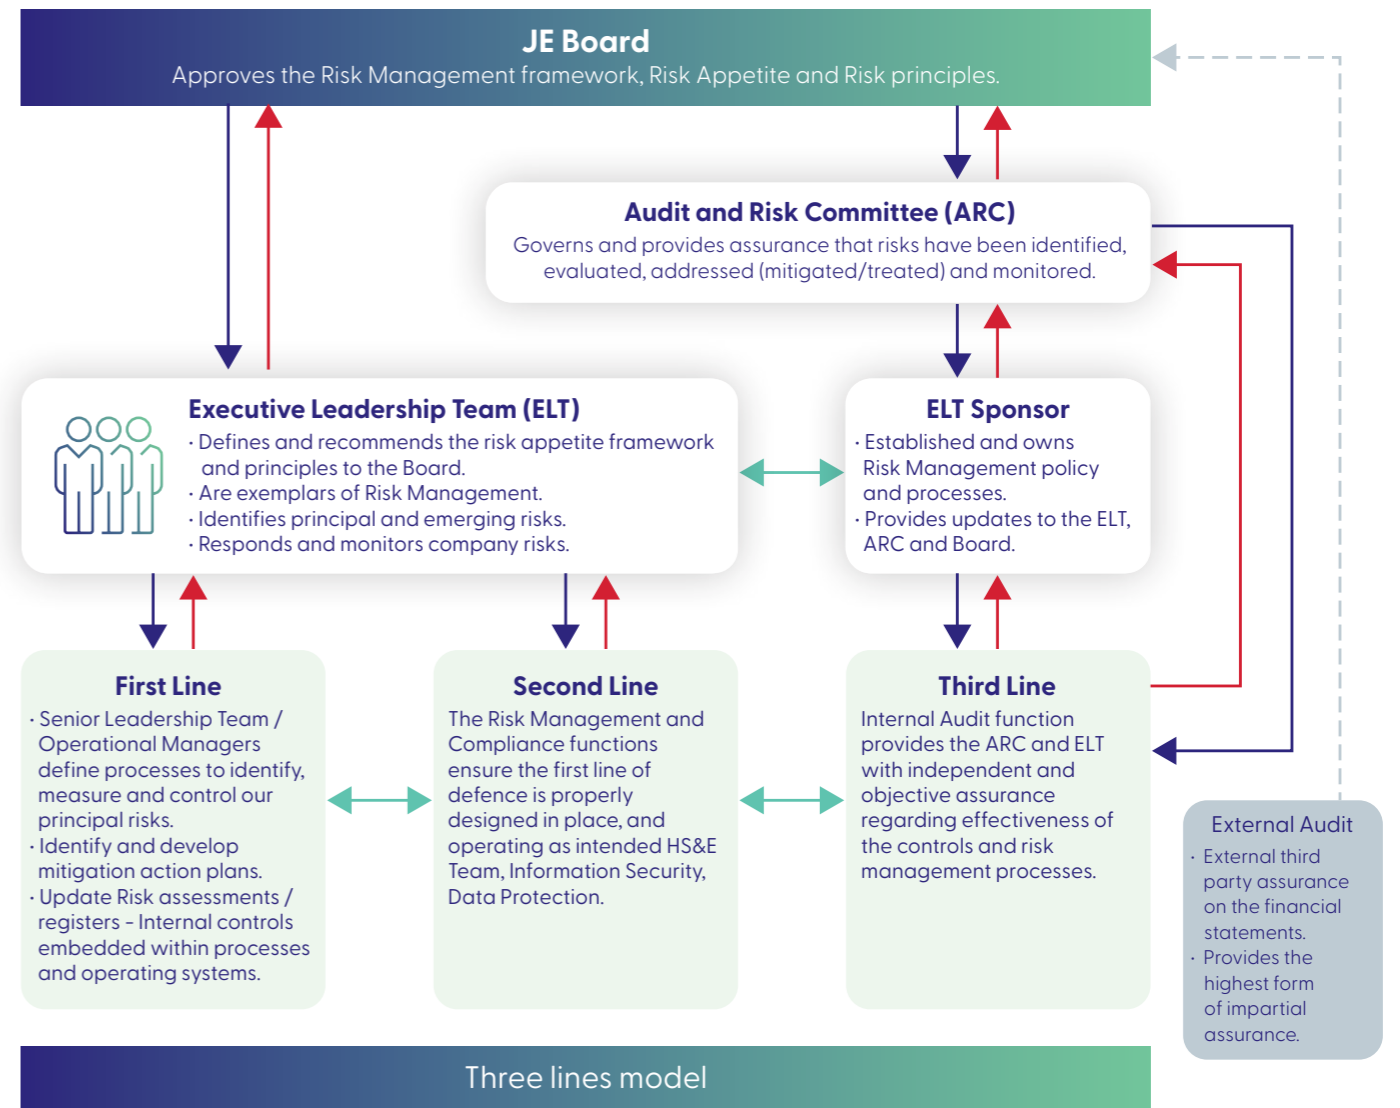 JE Board
Approves the Risk Management framework, Risk Appetite and Risk principles.
Audit and Risk Committee (ARC)
Governs and provides assurance that risks have been identified,
evaluated, addressed (mitigated/treated) and monitored.
Executive Leadership Team (ELT)
· Defines and recommends the risk appetite framework
and principles to the Board.
· Are exemplars of Risk Management.
· Identifies principal and emerging risks.
· Responds and monitors company risks.
ELT Sponsor
· Established and owns
Risk Management policy
and processes.
· Provides updates to the ELT,
ARC and Board.
First Line
· Senior Leadership Team /
Operational Managers
define processes to identify,
measure and control our
principal risks.
· Identify and develop
mitigation action plans.
· Update Risk assessments /
registers - Internal controls
embedded within processes
and operating systems.
Second Line
The Risk Management and
Compliance functions
ensure the first line of
defence is properly
designed in place, and
operating as intended HS&E
Team, Information Security,
Data Protection.
Third Line
Internal Audit function
provides the ARC and ELT
with independent and
objective assurance
regarding effectiveness of
the controls and risk
management processes.
External Audit
· External third
party assurance
on the financial
statements.
· Provides the
highest form
of impartial
assurance.
Three lines model